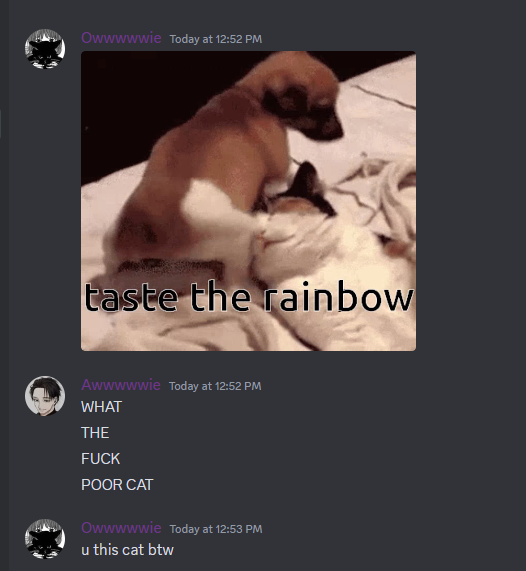 Owwwwwie Today at 12:52 PM
taste the rainbow
Awwwwwie Today at 12:52 PM
WHAT
THE
FUCK
POOR CAT
Owwwwwie Today at 12:53 PM
u this cat btw